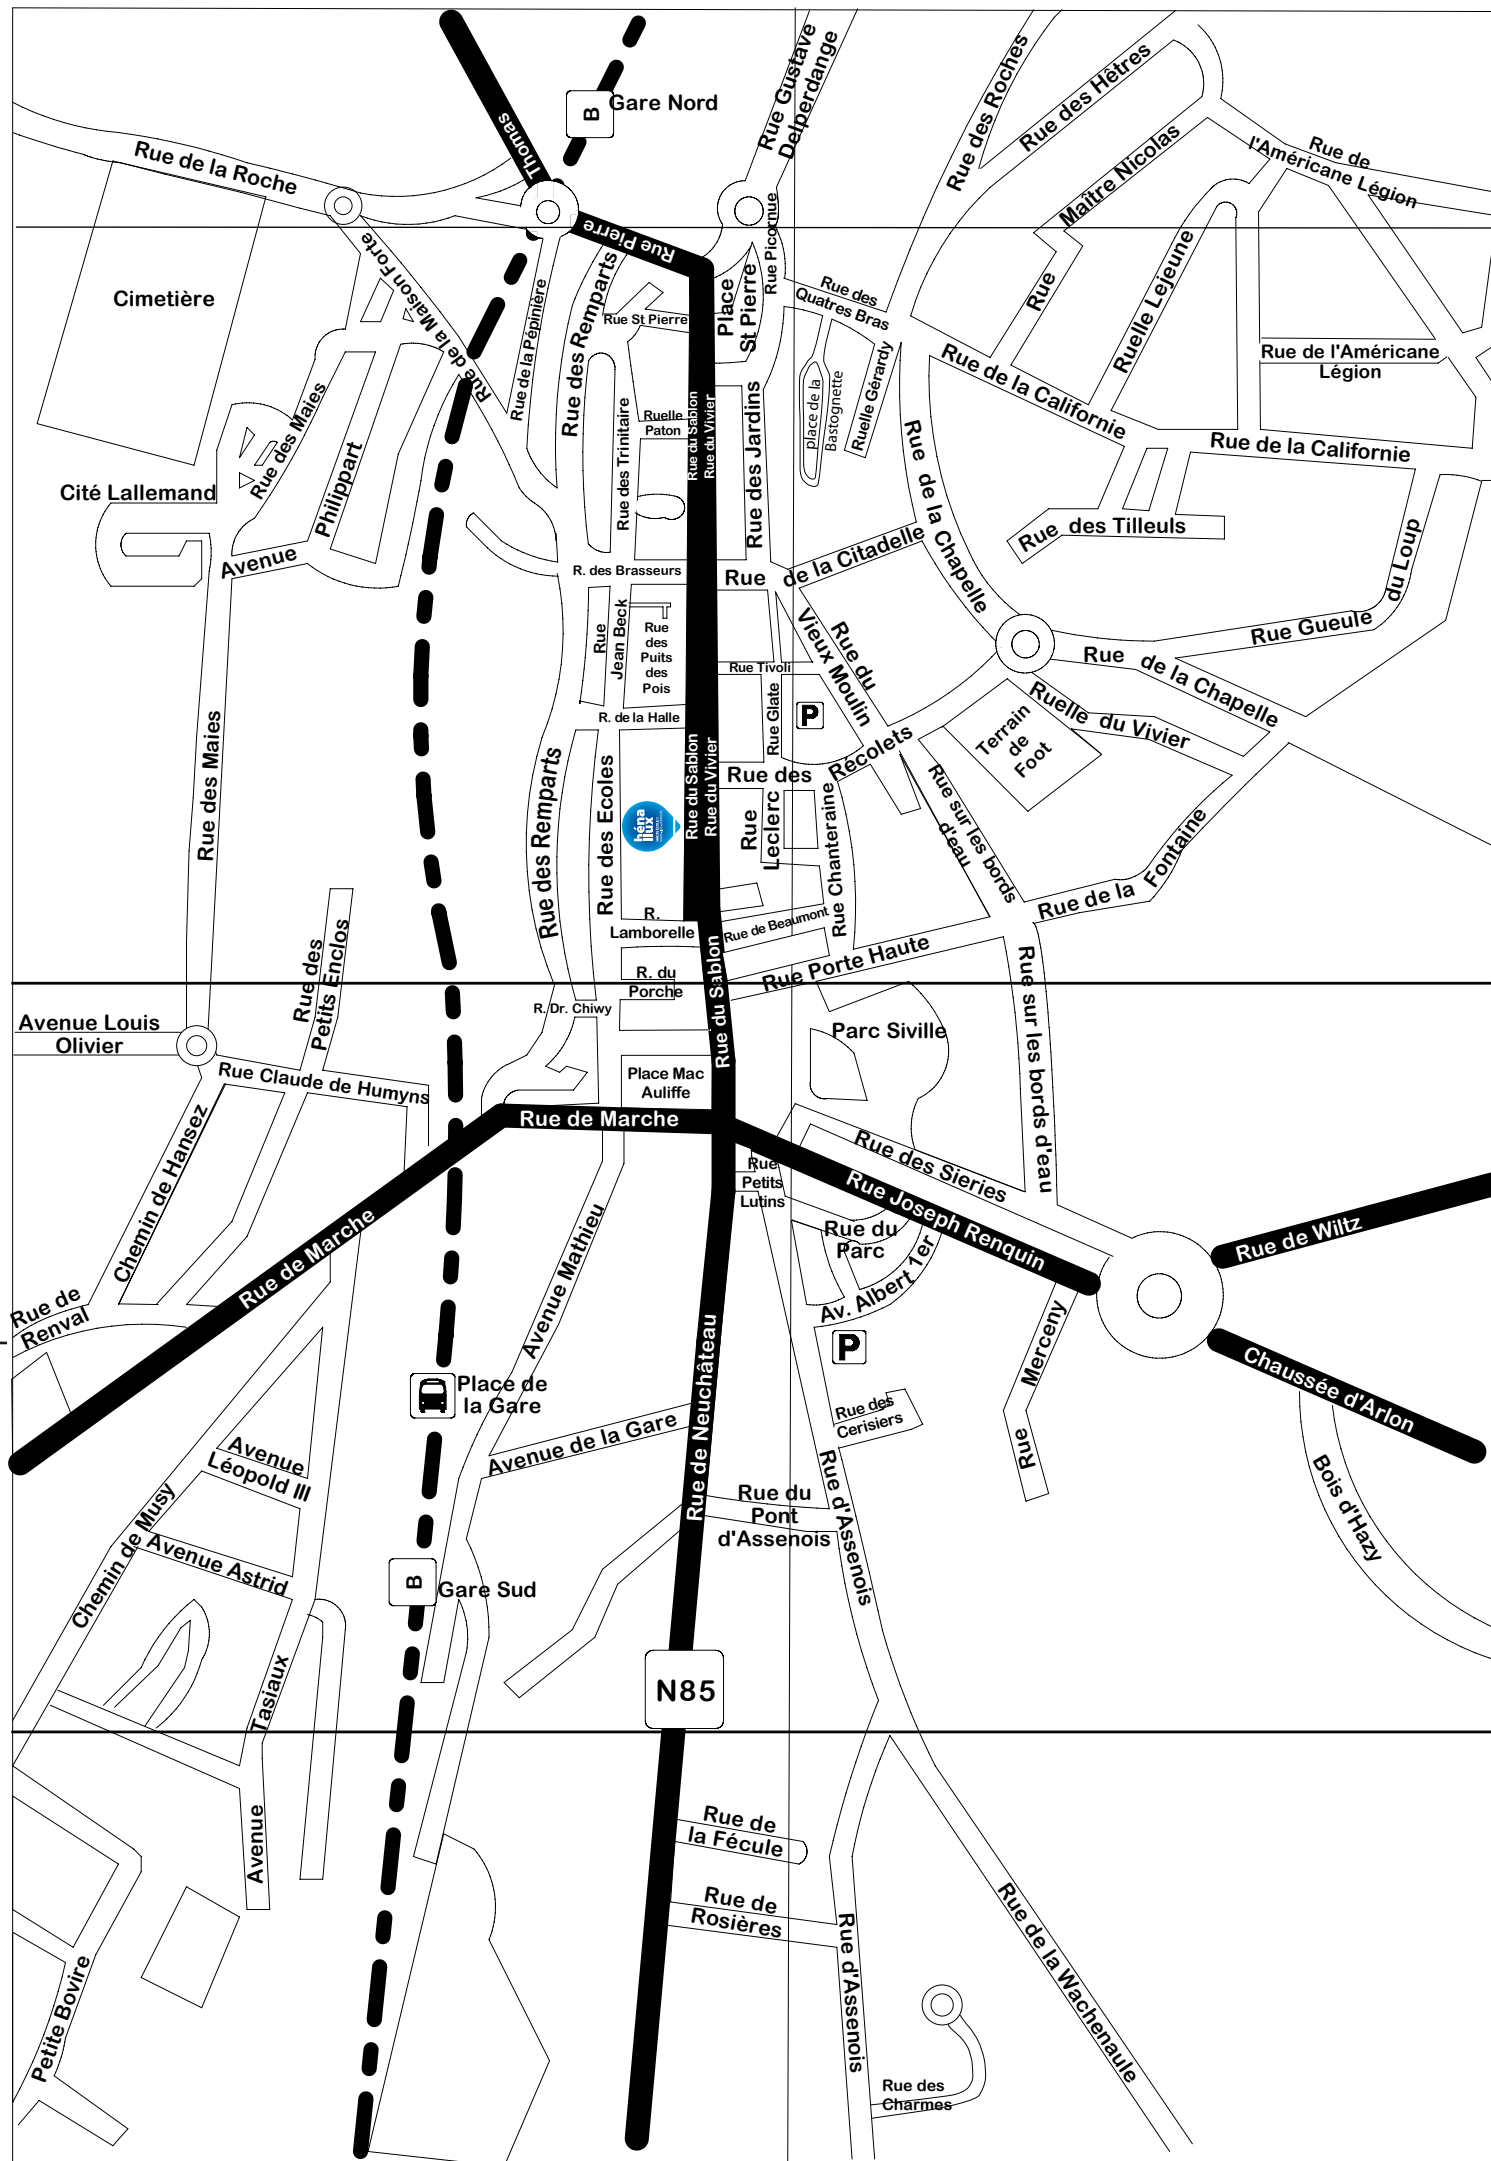 Rue Gustave
Delperdange
Rue des Roches
Rue des Hêtres
B
Gare Nord
Thomas
Rue de la Roche
Maître Nicolas
Rue
Rue de
l'Américane Légion
Rue Pierre
Rue Picornue
Cimetière
Rue de la Maison Forte
Rue de la Pépinière
Rue des Remparts
Rue St Pierre
Place
St Pierre
Rue des
Quatres Bras
Ruelle Lejeune
Rue de l'Américane
Légion
Rue de la Californie
Rue de la Californie
Ruelle Gérardy
place de la
Bastognette
Rue des Maies
Philippart
Avenue
Cité Lallemand
Rue des Trinitaire
Ruelle
Paton
Rue du Sablon
Rue du Vivier
Rue des Jardins
Rue de la Chapelle
Rue des Tilleuls
du Loup
Rue Gueule
R. des Brasseurs
Rue de la Citadelle
Rue
Jean Beck
Rue
des
Puits
des
Pois
Rue Tivoli
Rue du
Vieux Moulin
Rue de la Chapelle
Ruelle du Vivier
Terrain
de
Foot
Rue Glate
P
R. de la Halle
Rue des Maies
Rue des Remparts
Rue des Ecoles
héna
llux
Rue du Sablon
Rue du Vivier
Rue des Récolets
Rue
Leclerc
Rue Chanteraine
Rue sur les bords
d'eau
Rue de la Fontaine
R.
Lamborelle
Rue de Beaumont
Rue Porte Haute
Rue des
Petits Enclos
R. du
Porche
R. Dr. Chiwy
Rue du Sablon
Avenue Louis
Olivier
Parc Siville
Rue sur les bords d'eau
Rue Claude de Humyns
Place Mac
Auliffe
Rue de Marche
Chemin de Hansez
Rue de Marche
Rue
Petits
Lutins
Rue des Sieries
Rue Joseph Renquin
Rue du
Parc
Av. Albert 1er
P
Rue de Wiltz
Chaussée d'Arlon
Bois d'Hazy
Rue Merceny
Rue de
Renval
Avenue Mathieu
Place de
la Gare
Rue de Neuchâteau
Rue des
Cerisiers
Avenue de la Gare
Avenue
Léopold III
Chemin de Musy
Avenue Astrid
Rue du
Pont
d'Assenois
Rue d'Assenois
B
Gare Sud
N85
Tasiaux
Avenue
Rue de
la Fécule
Rue de
Rosières
Rue d'Assenois
Rue de la Wachenaule
Petite Bovire
Rue des
Charmes